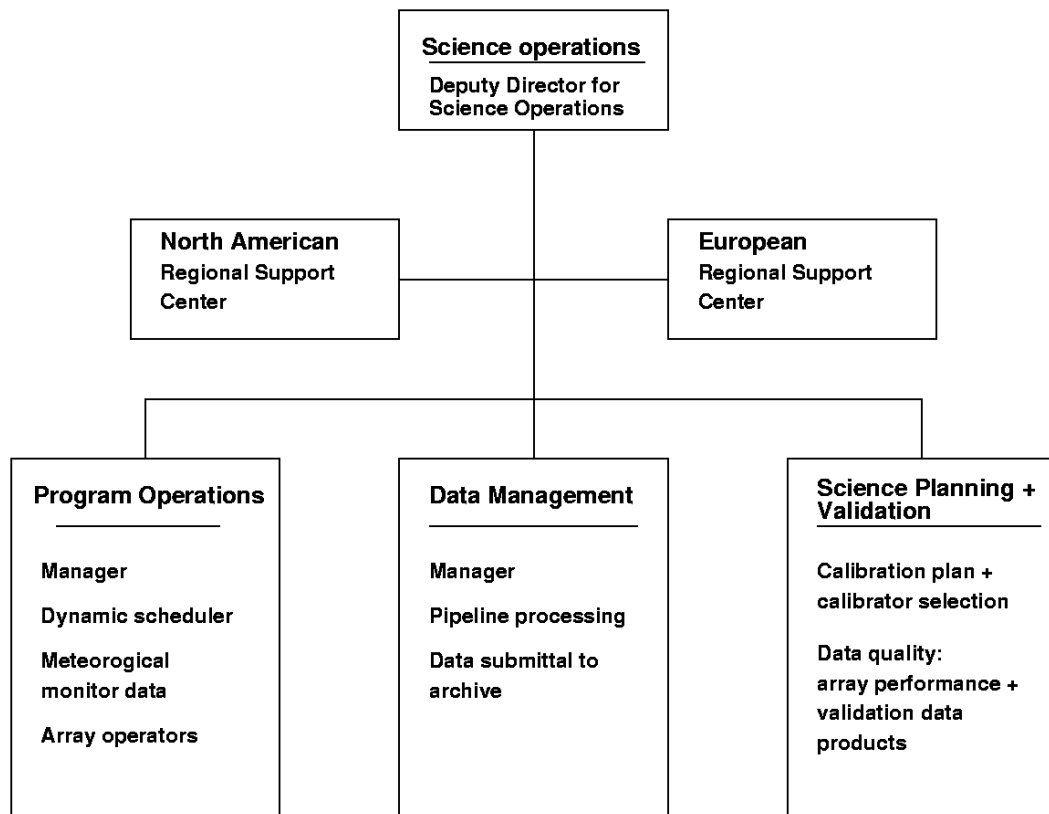 Science operations
Deputy Director for
Science Operations
North American
Regional Support
Center
European
Regional Support
Center
Program Operations
Manager
Dynamic scheduler
Meteorogical
monitor data
Array operators
Data Management
Manager
Pipeline processing
Data submittal to
archive
Science Planning +
Validation
Calibration plan +
calibrator selection
Data quality:
array performance +
validation data
products